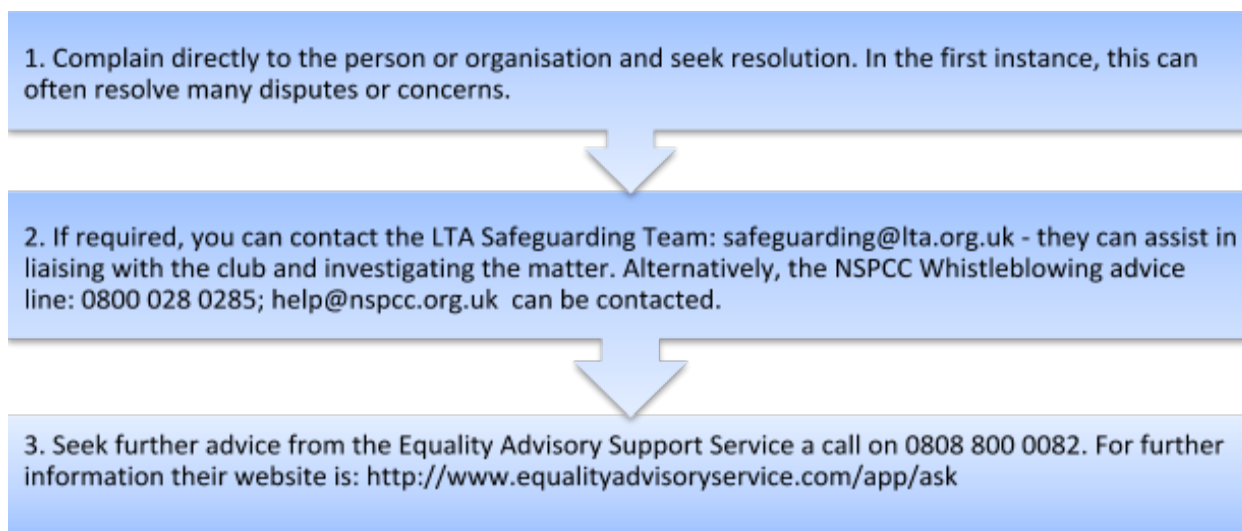 1. Complain directly to the person or organisation and seek resolution. In the first instance, this can
often resolve many disputes or concerns.
2. If required, you can contact the LTA Safeguarding Team: safeguarding@lta.org.uk - they can assist in
liaising with the club and investigating the matter. Alternatively, the NSPCC Whistleblowing advice
line: 0800 028 0285; help@nspcc.org.uk  can be contacted.
3. Seek further advice from the Equality Advisory Support Service a call on 0808 800 0082. For further
information their website is: http://www.equalityadvisoryservice.com/app/ask